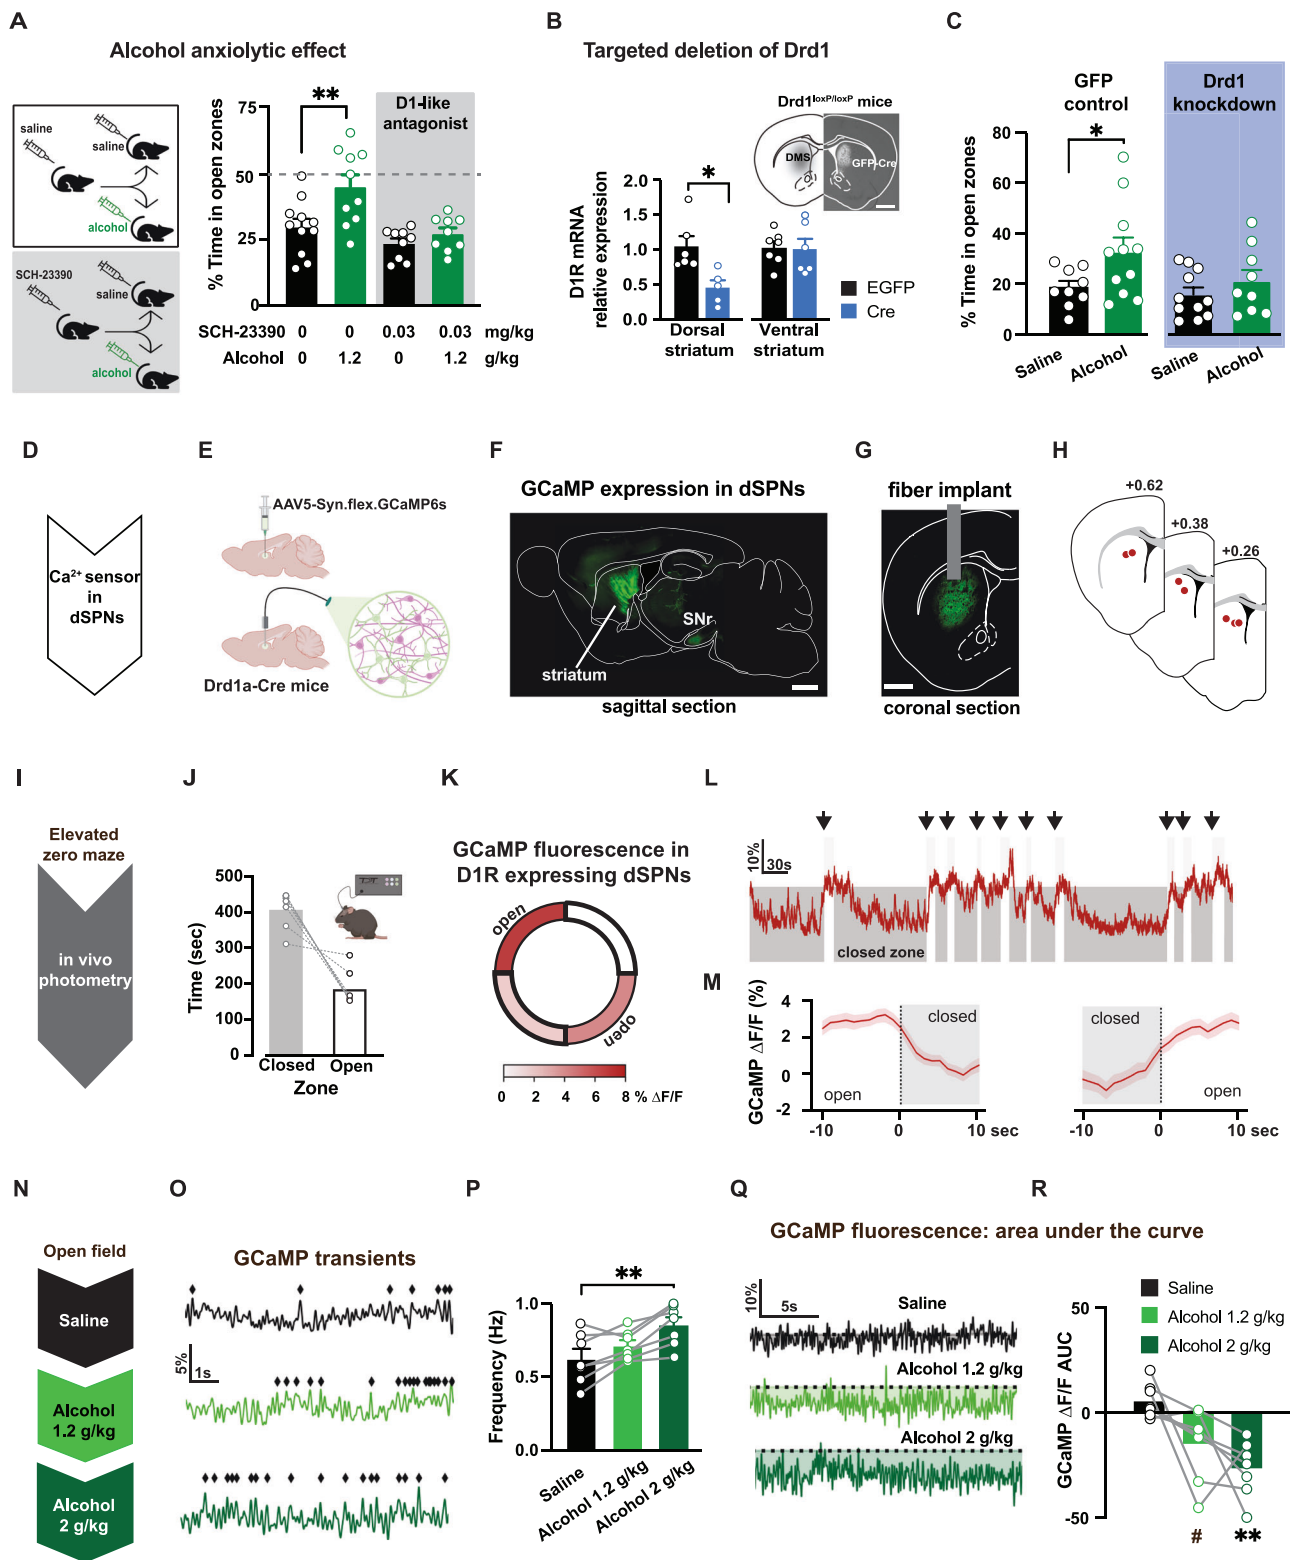 A
Alcohol anxiolytic effect
saline
saline
alcohol
SCH-23390
saline
alcohol
% Time in open zones
75
50
25
0
**
D1-like
antagonist
SCH-23390 0 0 0.03 0.03 mg/kg
Alcohol 0 1.2 0 1.2 g/kg
B
Targeted deletion of Drd1
Drd1loxP/loxP mice
DMS
GFP-Cre
D1R mRNA
relative expression
2.0
1.5
1.0
0.5
0.0
*
EGFP
Cre
Dorsal
striatum
Ventral
striatum
C
GFP
control
Drd1
knockdown
% Time in open zones
80
60
40
20
0
*
Saline
Alcohol
Saline
Alcohol
D
Ca2+ sensor
in
dSPNs
E
AAV5-Syn.flex.GCaMP6s
Drd1a-Cre mice
F
GCaMP expression in dSPNs
SNr
striatum
sagittal section
G
fiber implant
coronal section
H
+0.62
+0.38
+0.26
I
Elevated
zero maze
in vivo
photometry
J
Time (sec)
500
400
300
200
100
0
Closed Open
Zone
K
GCaMP fluorescence in
D1R expressing dSPNs
open
open
0 2 4 6 8 % ΔF/F
L
10%
30s
closed zone
M
GCaMP ΔF/F (%)
4
2
0
-2
closed
open
-10 0 10 sec
closed
open
-10 0 10 sec
N
Open field
Saline
Alcohol
1.2 g/kg
Alcohol
2 g/kg
O
GCaMP transients
5%
1s
P
Frequency (Hz)
1.0
0.5
0.0
**
Saline
Alcohol 1.2 g/kg
Alcohol 2 g/kg
Q
GCaMP fluorescence: area under the curve
10%
5s
Saline
Alcohol 1.2 g/kg
Alcohol 2 g/kg
R
Saline
Alcohol 1.2 g/kg
Alcohol 2 g/kg
GCaMP ΔF/F AUC
50
0
-50
# **